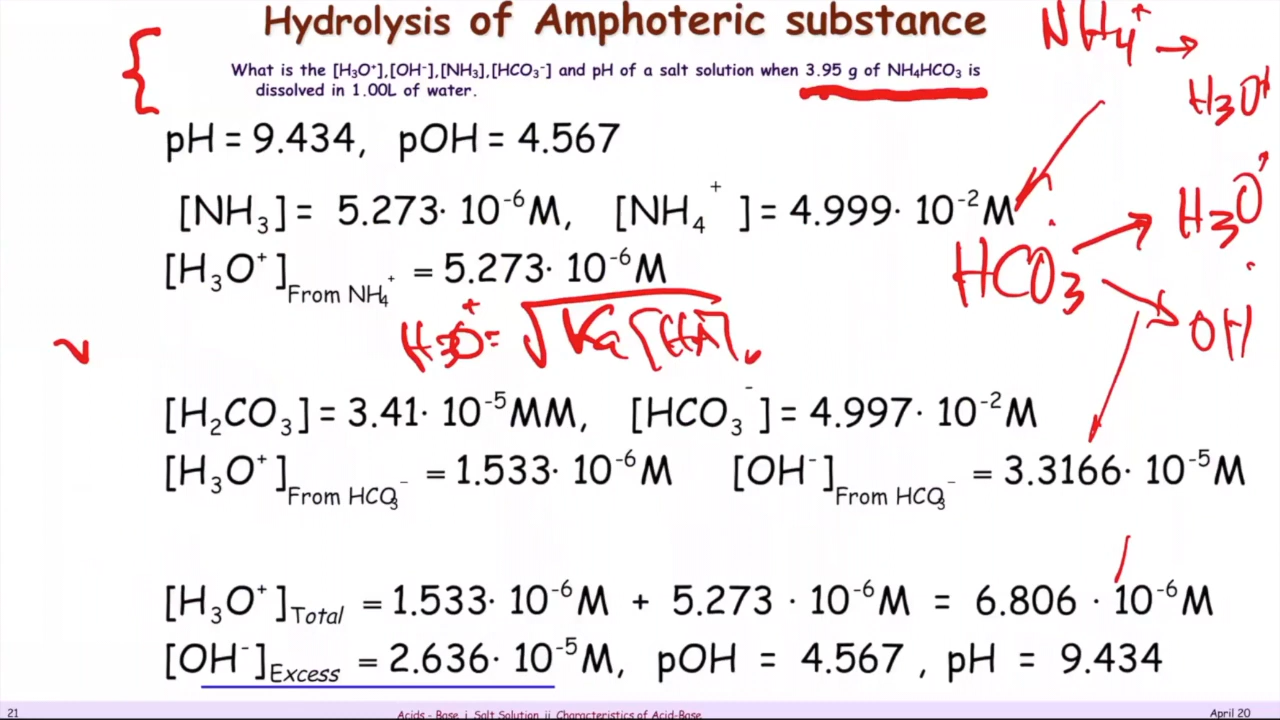 Hydrolysis of Amphoteric substance
What is the [H₃O⁺],[OH⁻],[NH₃],[HCO₃⁻] and pH of a salt solution when 3.95 g of NH₄HCO₃ is
dissolved in 1.00L of water.
NH₄⁺ →
H₃O⁺
pH = 9.434, pOH = 4.567
[NH₃] = 5.273· 10⁻⁶M, [NH₄⁺] = 4.999· 10⁻²M
HCO₃
H₃O⁺
OH
[H₃O⁺]From NH₄⁺ = 5.273· 10⁻⁶M
H₃O⁺ = √Ka [HA]
[H₂CO₃] = 3.41· 10⁻⁵MM, [HCO₃⁻] = 4.997· 10⁻²M
[H₃O⁺]From HCO₃⁻ = 1.533· 10⁻⁶M [OH⁻]From HCO₃⁻ = 3.3166· 10⁻⁵M
[H₃O⁺]Total = 1.533· 10⁻⁶M + 5.273 · 10⁻⁶M = 6.806 · 10⁻⁶M
[OH⁻]Excess = 2.636· 10⁻⁵M, pOH = 4.567 , pH = 9.434
21
Acids - Base i Salt Solution ii Characteristics of Acid-Base
April 20